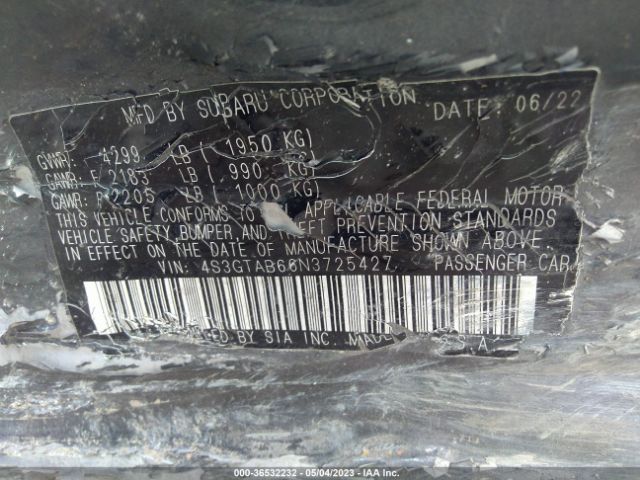 MFD BY SUBARU CORPORATION DATE: 06/22
GVWR: 4299 LB ( 1950 KG)
GAWR: F 2183 LB ( 990 KG)
GAWR: R 2205 LB ( 1000 KG)
THIS VEHICLE CONFORMS TO APPLICABLE FEDERAL MOTOR
VEHICLE SAFETY, BUMPER, AND THEFT PREVENTION STANDARDS
IN EFFECT ON THE DATE OF MANUFACTURE SHOWN ABOVE.
VIN: 4S3GTAB66N3725427 PASSENGER CAR
BY SIA INC. S.A.
000-36532232 - 05/04/2023 - IAA Inc.